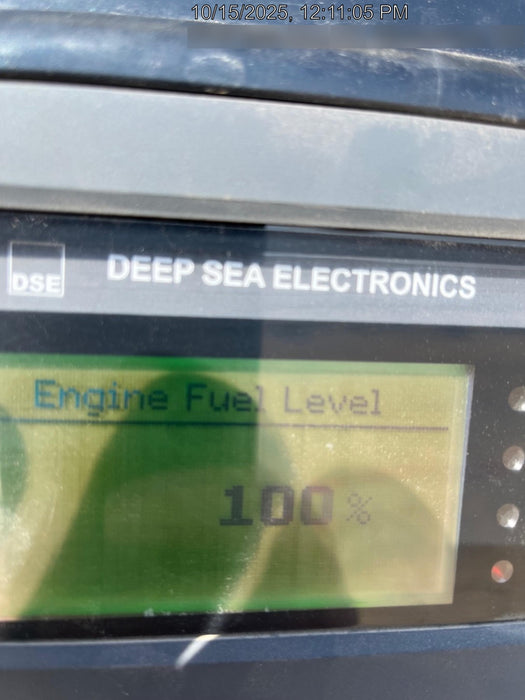 10/15/2025, 12:11:05 PM
DSE
DEEP SEA ELECTRONICS
Engine Fuel Level
100 %